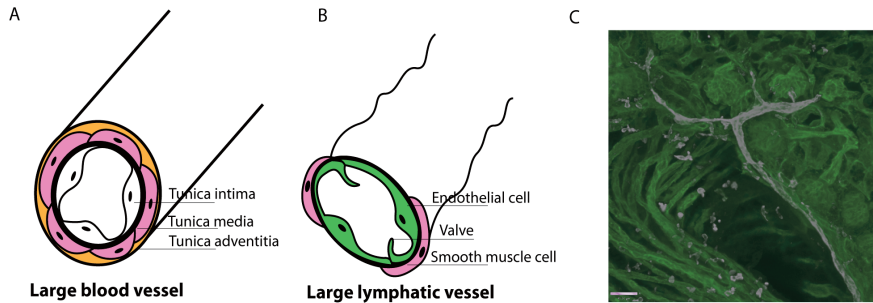 A
B
C
Tunica intima
Tunica media
Tunica adventitia
Large blood vessel
Endothelial cell
Valve
Smooth muscle cell
Large lymphatic vessel